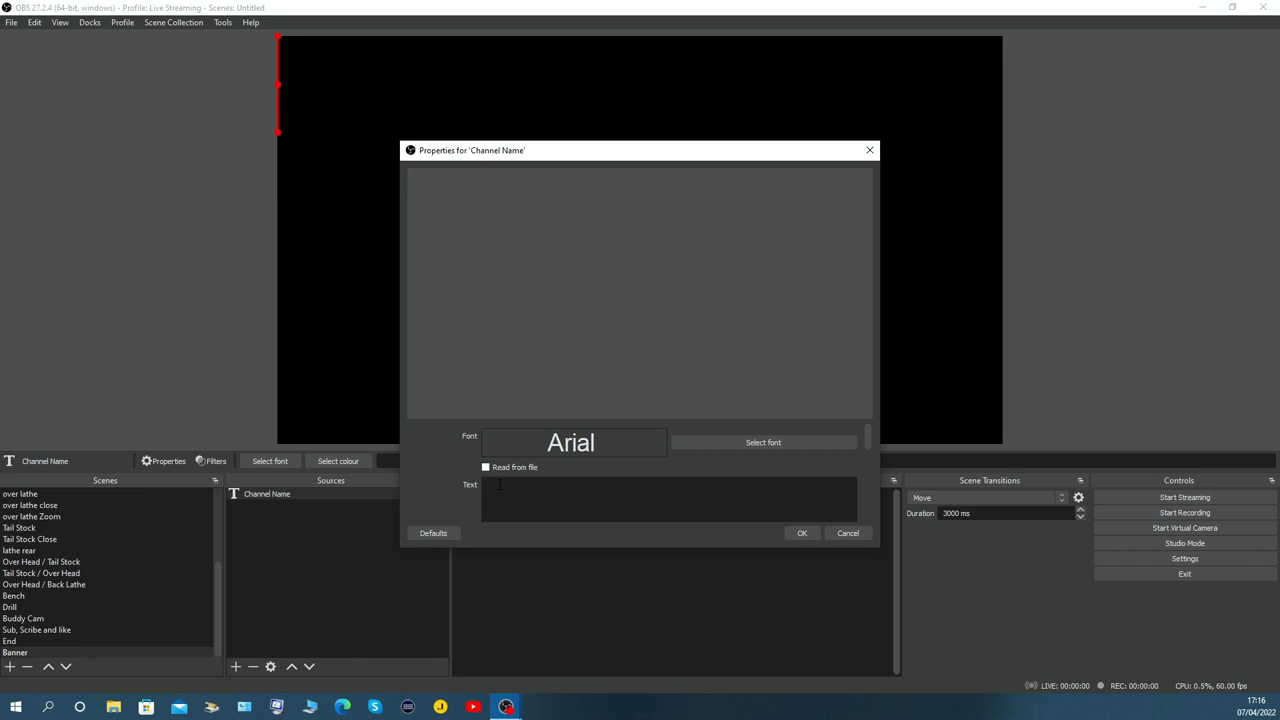 OBS 27.2.4 (64-bit, windows) - Profile: Live Streaming - Scenes: Untitled
File Edit View Docks Profile Scene Collection Tools Help
Properties for 'Channel Name'
Font Arial Select font
Read from file
Text
Defaults OK Cancel
Channel Name Properties Filters Select font Select colour
Scenes
over lathe
over lathe close
over lathe Zoom
Tail Stock
Tail Stock Close
lathe rear
Over Head / Tail Stock
Tail Stock / Over Head
Over Head / Back Lathe
Bench
Drill
Buddy Cam
Sub, Scribe and like
End
Banner
Sources
Channel Name
Scene Transitions
Move
Duration 3000 ms
Controls
Start Streaming
Start Recording
Start Virtual Camera
Studio Mode
Settings
Exit
LIVE: 00:00:00 REC: 00:00:00 CPU: 0.5%, 60.00 fps
17:16
07/04/2022